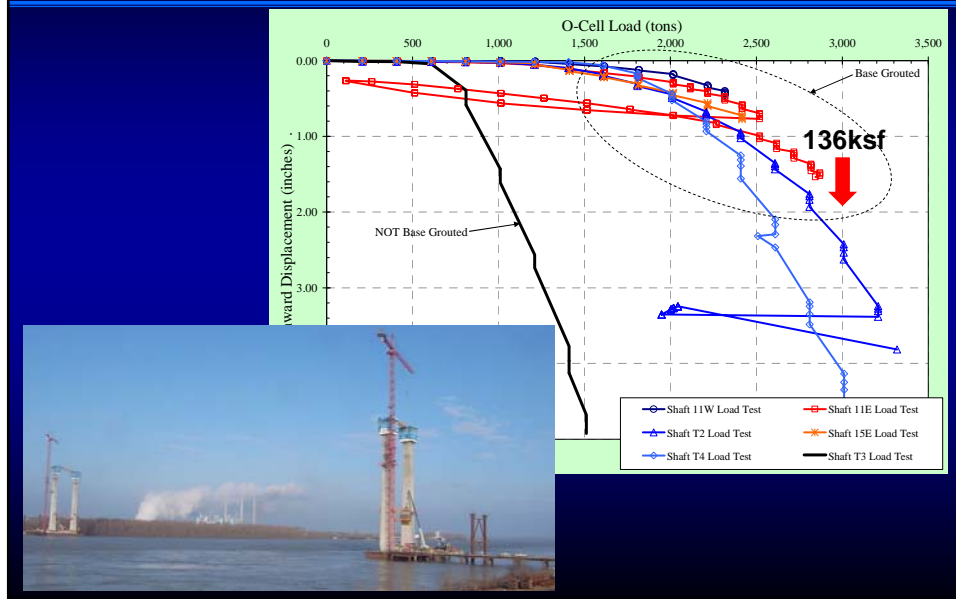 O-Cell Load (tons)
0 500 1,000 1,500 2,000 2,500 3,000 3,500
0.00
1.00
2.00
3.00
Displacement (inches)
Base Grouted
136ksf
NOT Base Grouted
Shaft 11W Load Test
Shaft 11E Load Test
Shaft T2 Load Test
Shaft 15E Load Test
Shaft T4 Load Test
Shaft T3 Load Test